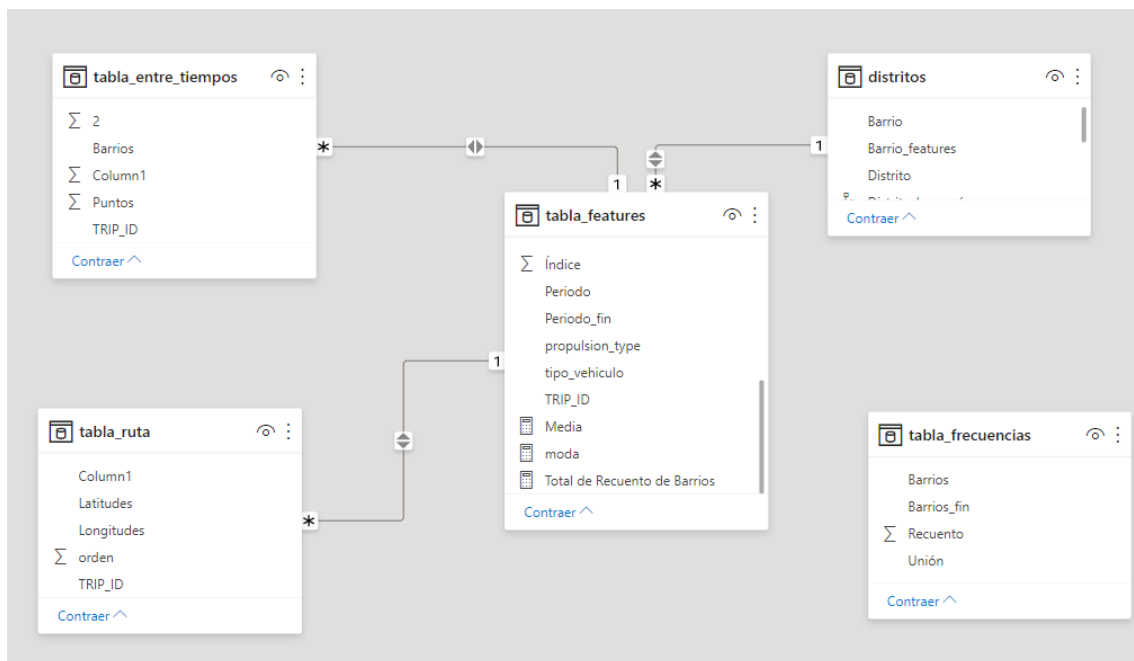 tabla_entre_tiempos
2
Barrios
Column1
Puntos
TRIP_ID
Contraer
distritos
Barrio
Barrio_features
Distrito
Contraer
*
1
1
*
tabla_features
Índice
Periodo
Periodo_fin
propulsion_type
tipo_vehiculo
TRIP_ID
Media
moda
Total de Recuento de Barrios
Contraer
1
*
tabla_ruta
Column1
Latitudes
Longitudes
orden
TRIP_ID
Contraer
tabla_frecuencias
Barrios
Barrios_fin
Recuento
Unión
Contraer